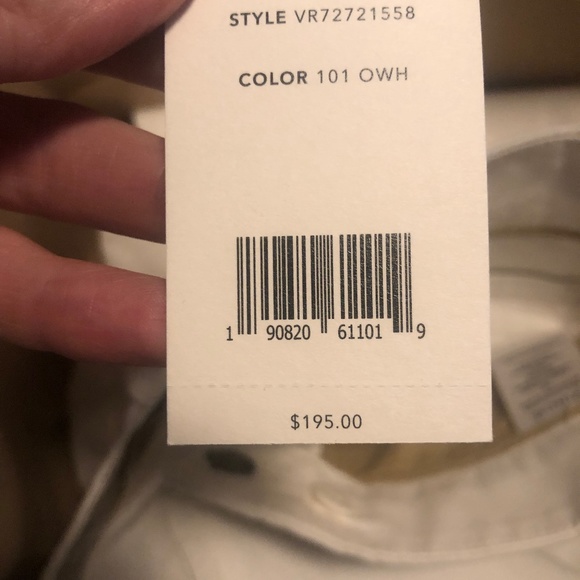 STYLE VR72721558
COLOR 101 OWH
1 90820 61101 9
$195.00